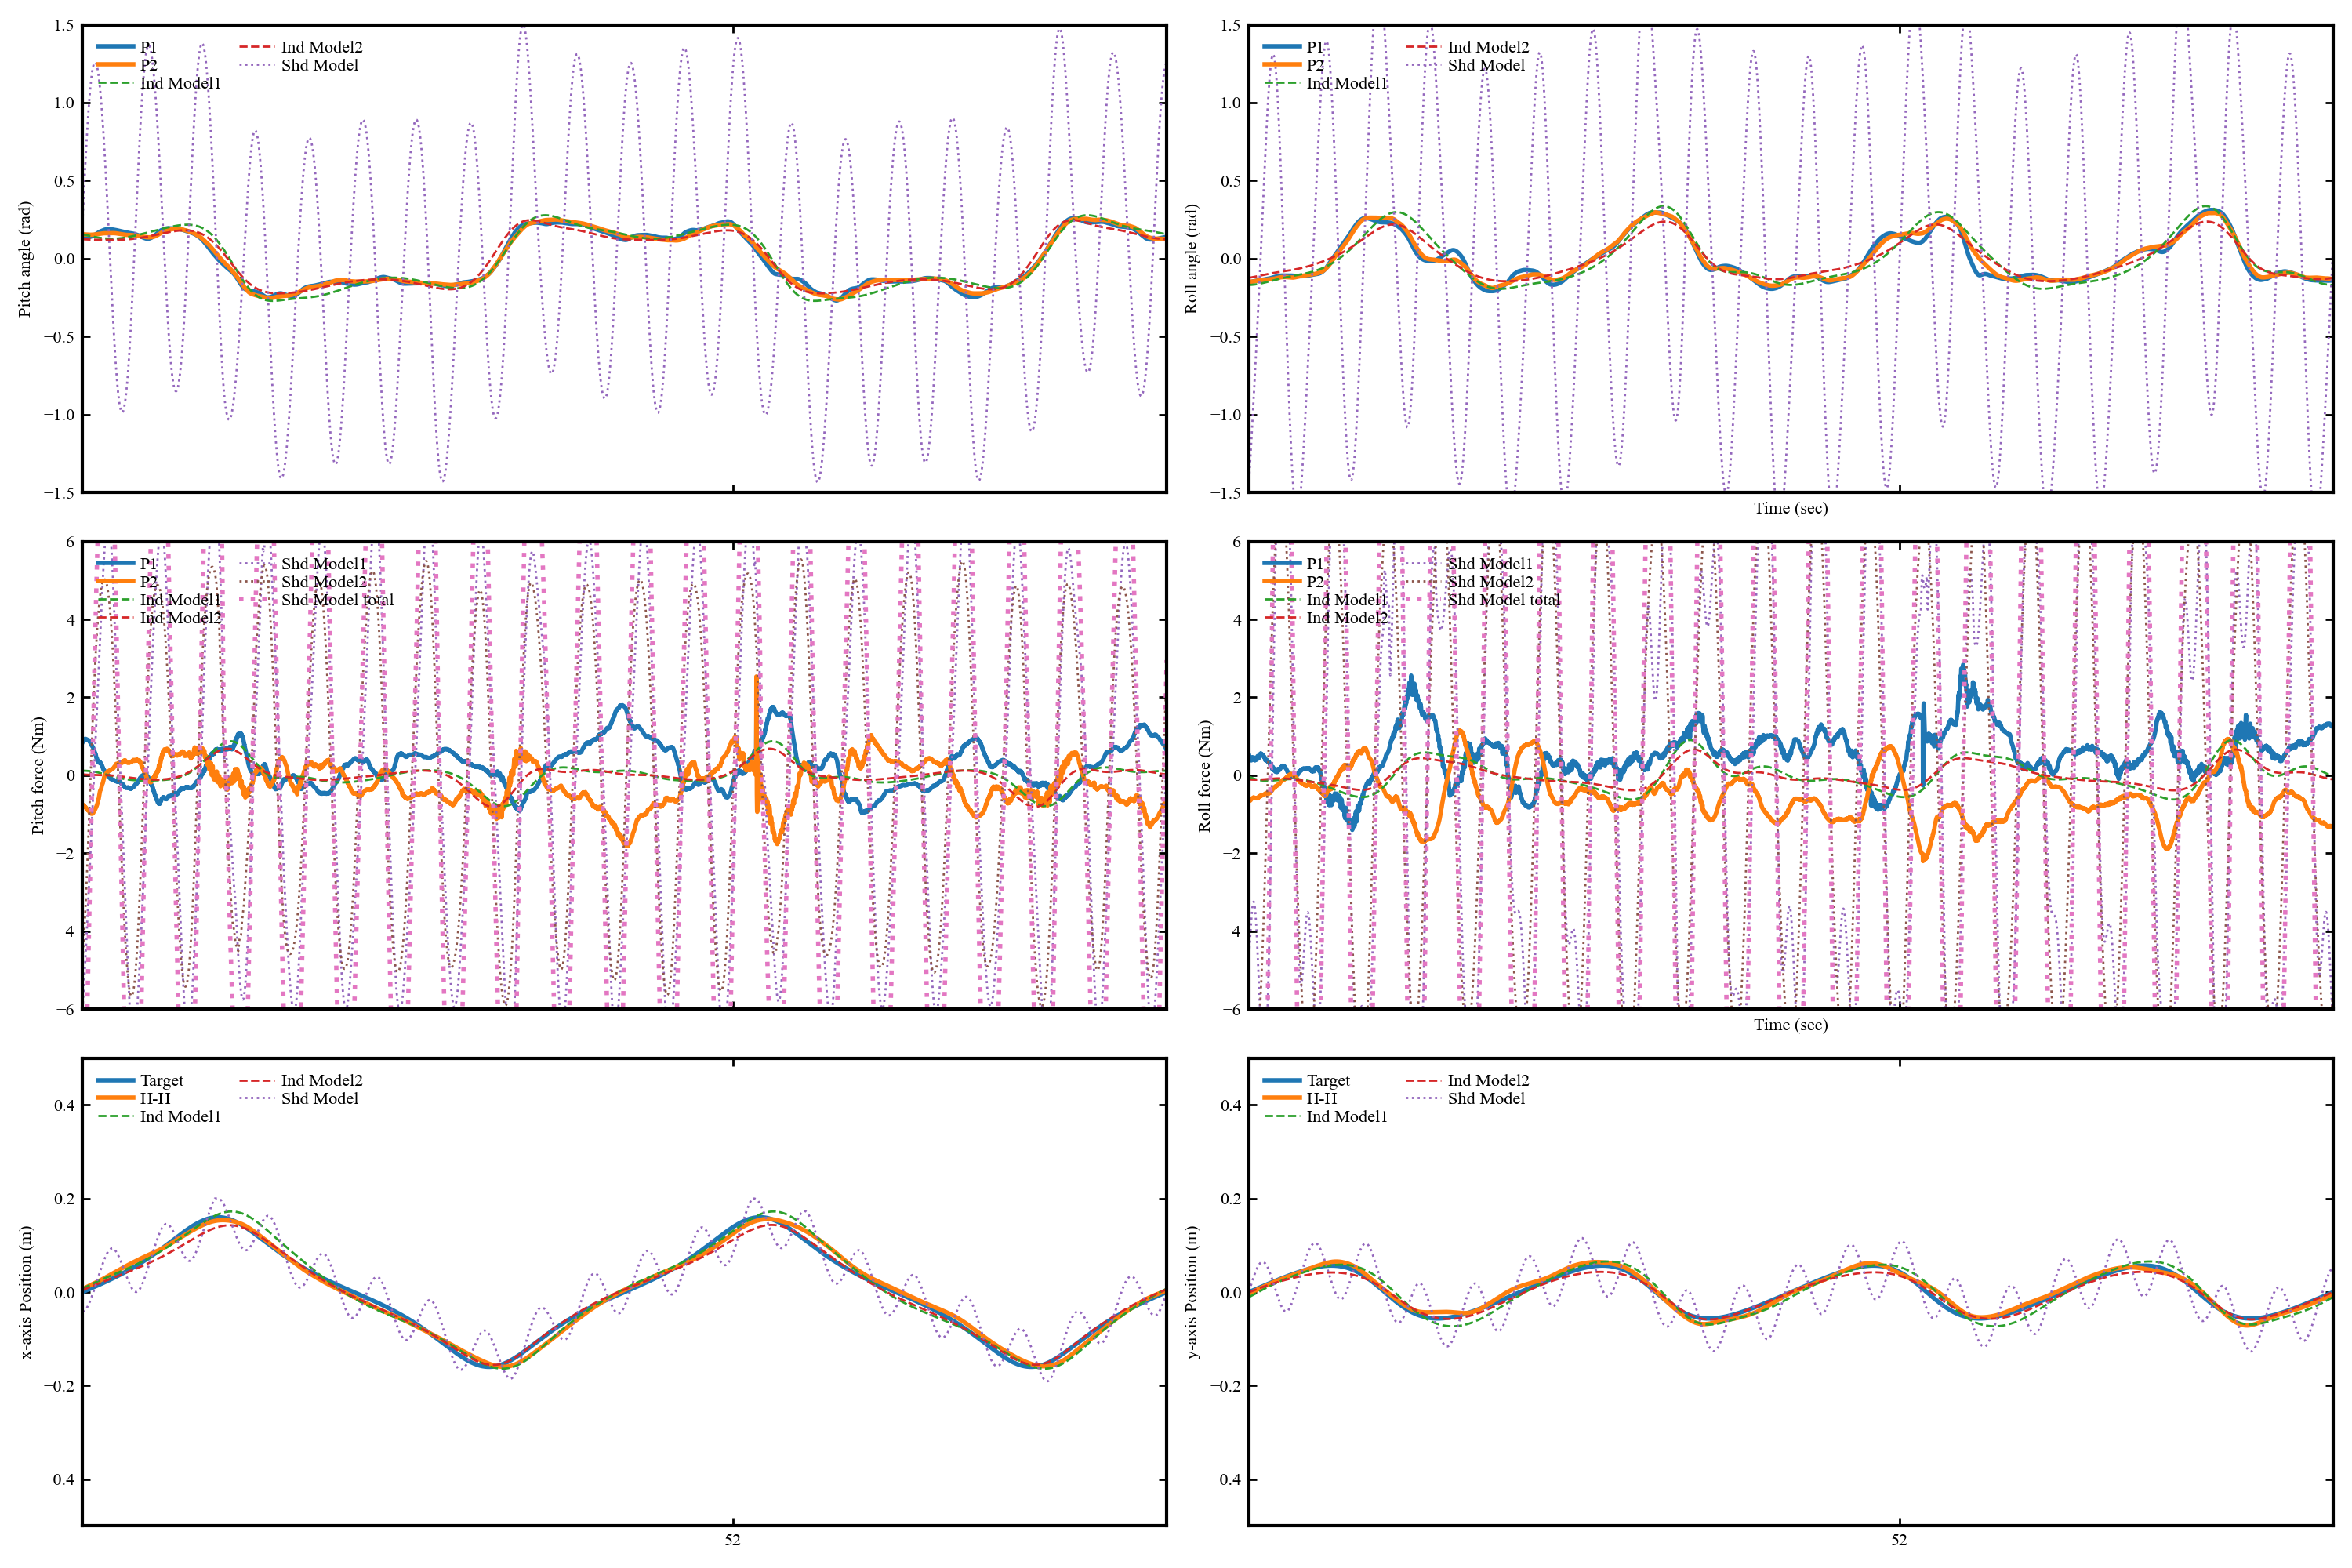 1.5
1.0
0.5
0.0
−0.5
−1.0
−1.5
Pitch angle (rad)
P1
P2
Ind Model1
Ind Model2
Shd Model
1.5
1.0
0.5
0.0
−0.5
−1.0
−1.5
Roll angle (rad)
P1
P2
Ind Model1
Ind Model2
Shd Model
Time (sec)
6
4
2
0
−2
−4
−6
Pitch force (Nm)
P1
P2
Ind Model1
Ind Model2
Shd Model1
Shd Model2
Shd Model total
6
4
2
0
−2
−4
−6
Roll force (Nm)
P1
P2
Ind Model1
Ind Model2
Shd Model1
Shd Model2
Shd Model total
Time (sec)
0.4
0.2
0.0
−0.2
−0.4
x-axis Position (m)
Target
H-H
Ind Model1
Ind Model2
Shd Model
52
0.4
0.2
0.0
−0.2
−0.4
y-axis Position (m)
Target
H-H
Ind Model1
Ind Model2
Shd Model
52